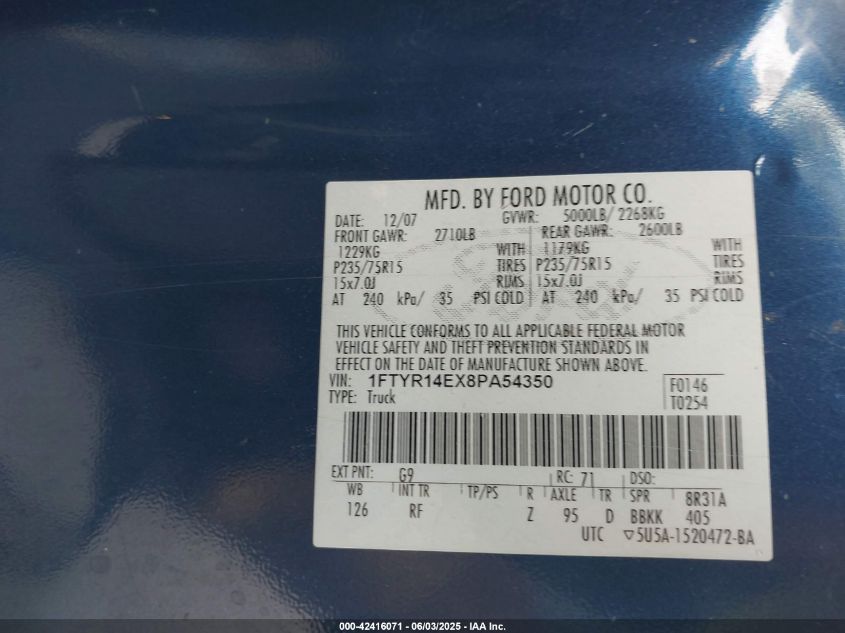 MFD. BY FORD MOTOR CO.
DATE: 12/07 GVWR: 5000LB/ 2268KG
FRONT GAWR: 2710LB REAR GAWR: 2600LB
1229KG WITH 1179KG WITH
P235/75R15 TIRES P235/75R15 TIRES
15x7.0J RIMS 15x7.0J RIMS
AT 240 kPa/ 35 PSI COLD AT 240 kPa/ 35 PSI COLD
THIS VEHICLE CONFORMS TO ALL APPLICABLE FEDERAL MOTOR
VEHICLE SAFETY AND THEFT PREVENTION STANDARDS IN
EFFECT ON THE DATE OF MANUFACTURE SHOWN ABOVE.
VIN: 1FTYR14EX8PA54350 F0146
TYPE: Truck T0254
EXT PNT: G9 RC: 71 DSO:
WB INT TR TP/PS R AXLE TR SPR 8R31A
126 RF Z 95 D BBKK 405
UTC ▽5U5A-1520472-BA
000-42416071 - 06/03/2025 - IAA Inc.